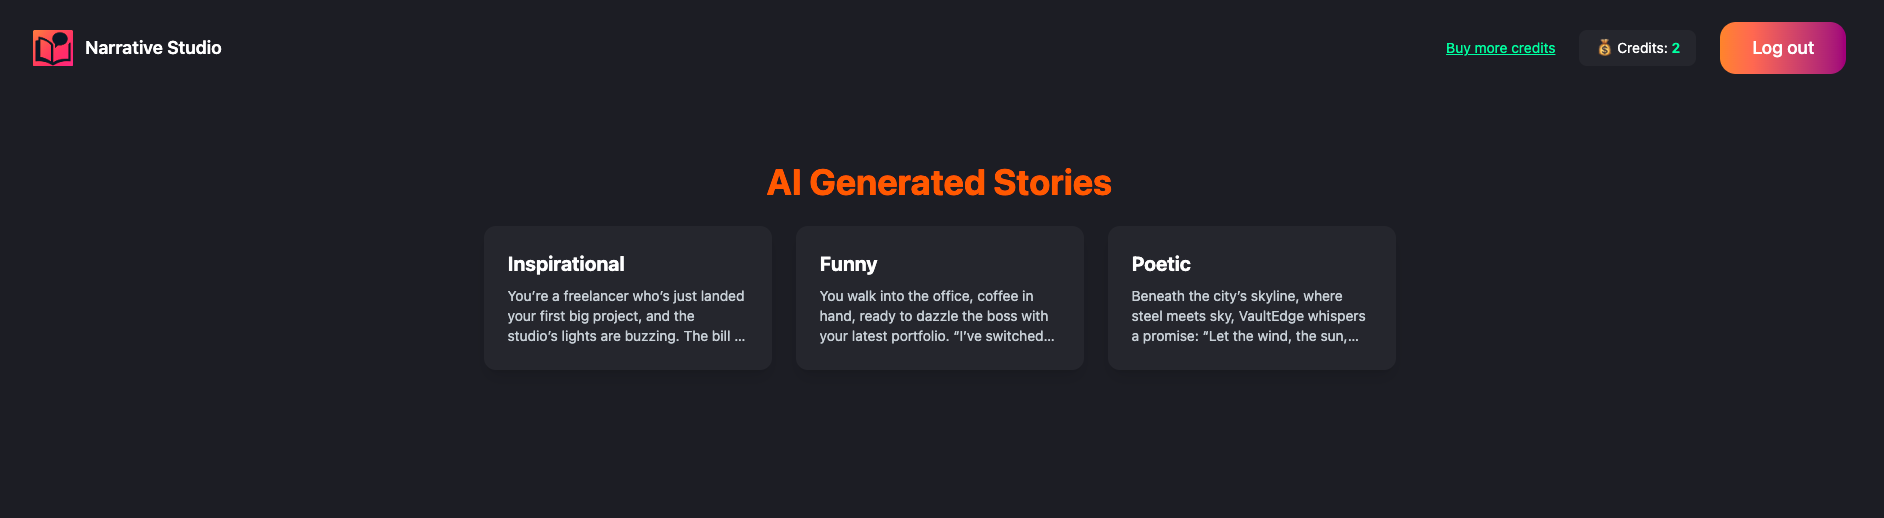 Narrative Studio
Buy more credits
Credits: 2
Log out
AI Generated Stories
Inspirational
You’re a freelancer who’s just landed
your first big project, and the
studio’s lights are buzzing. The bill ...
Funny
You walk into the office, coffee in
hand, ready to dazzle the boss with
your latest portfolio. “I’ve switched...
Poetic
Beneath the city’s skyline, where
steel meets sky, VaultEdge whispers
a promise: “Let the wind, the sun,...